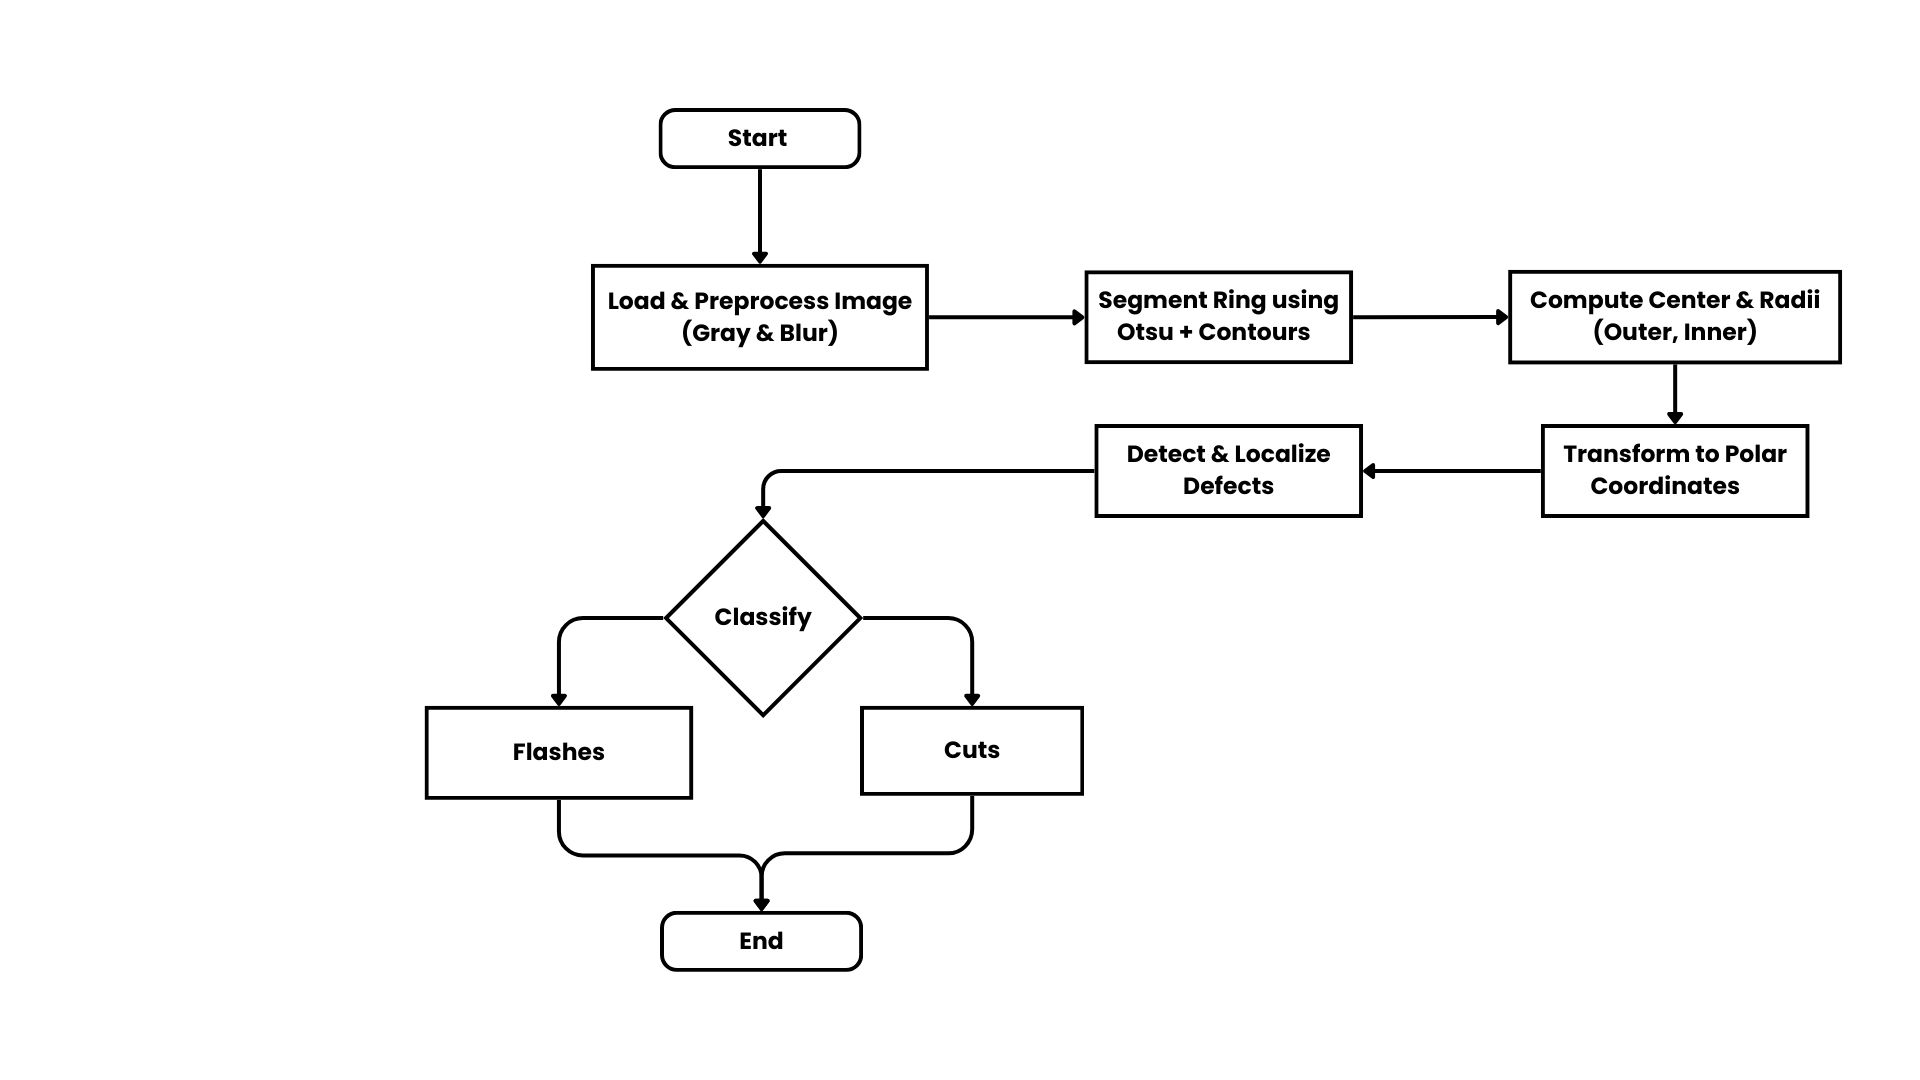 Start
Load & Preprocess Image
(Gray & Blur)
Segment Ring using
Otsu + Contours
Compute Center & Radii
(Outer, Inner)
Transform to Polar
Coordinates
Detect & Localize
Defects
Classify
Flashes
Cuts
End